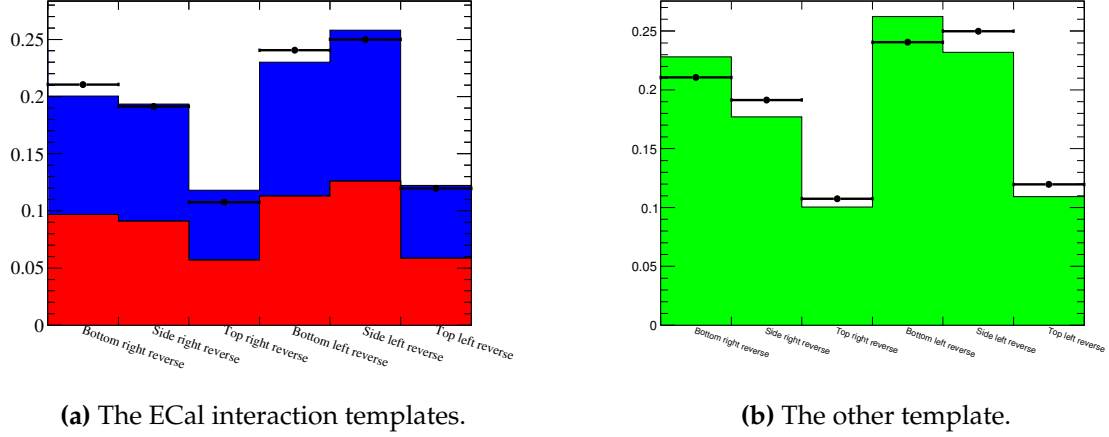 0.25
0.2
0.15
0.1
0.05
0
Bottom right reverse
Side right reverse
Top right reverse
Bottom left reverse
Side left reverse
Top left reverse
(a) The ECal interaction templates.
0.25
0.2
0.15
0.1
0.05
0
Bottom right reverse
Side right reverse
Top right reverse
Bottom left reverse
Side left reverse
Top left reverse
(b) The other template.